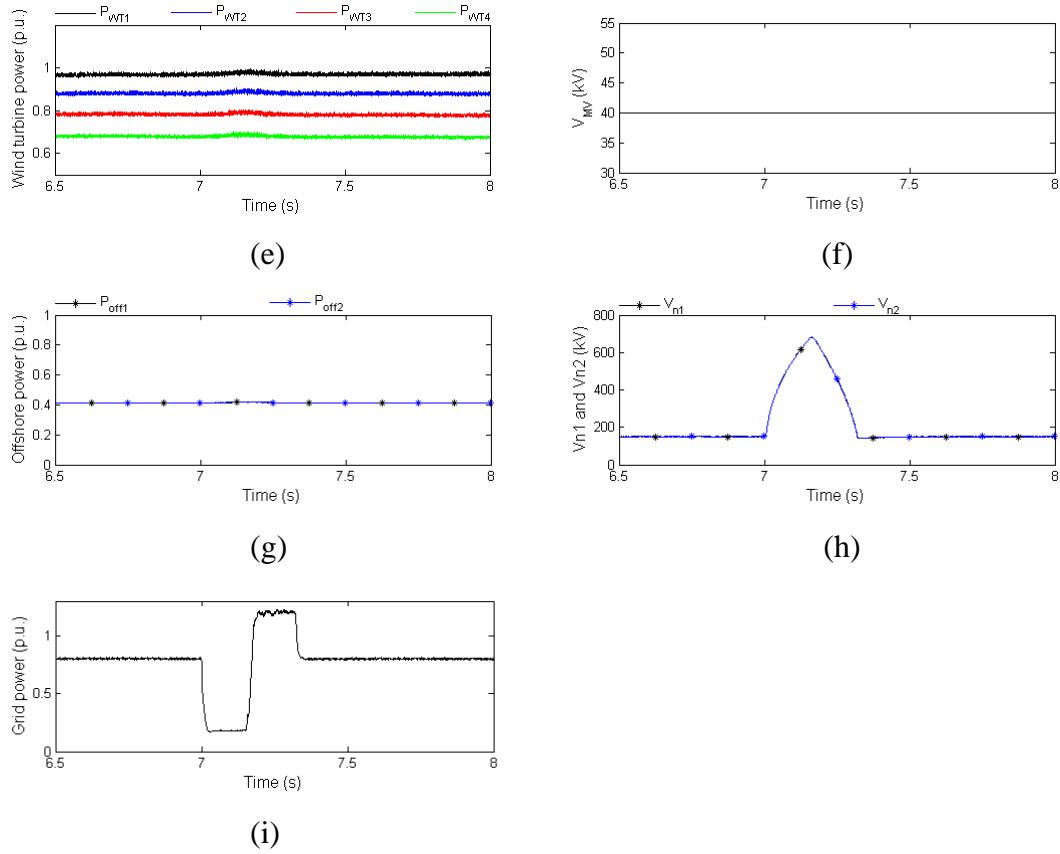 P_WT1 P_WT2 P_WT3 P_WT4
Wind turbine power (p.u.)
1
0.8
0.6
6.5 7 7.5 8
Time (s)
(e)
V_MV (kV)
55
50
45
40
35
30
6.5 7 7.5 8
Time (s)
(f)
P_off1 P_off2
Offshore power (p.u.)
1
0.8
0.6
0.4
0.2
0
6.5 7 7.5 8
Time (s)
(g)
V_n1 V_n2
Vn1 and Vn2 (kV)
800
600
400
200
0
6.5 7 7.5 8
Time (s)
(h)
Grid power (p.u.)
1
0.5
0
6.5 7 7.5 8
Time (s)
(i)